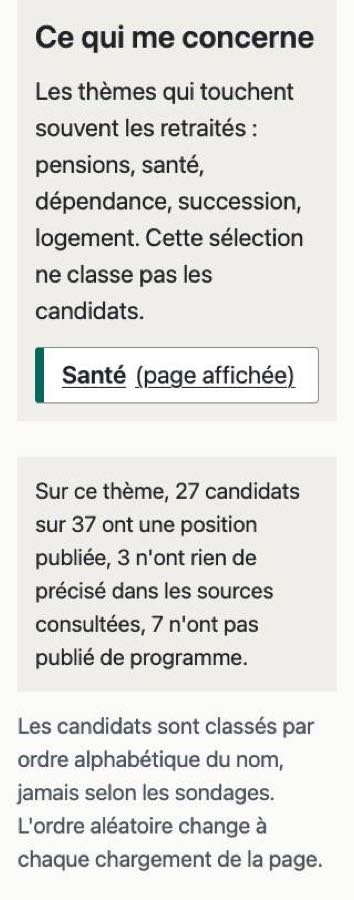 Ce qui me concerne
Les thèmes qui touchent
souvent les retraités :
pensions, santé,
dépendance, succession,
logement. Cette sélection
ne classe pas les
candidats.
Santé (page affichée)
Sur ce thème, 27 candidats
sur 37 ont une position
publiée, 3 n'ont rien de
précisé dans les sources
consultées, 7 n'ont pas
publié de programme.
Les candidats sont classés par
ordre alphabétique du nom,
jamais selon les sondages.
L'ordre aléatoire change à
chaque chargement de la page.